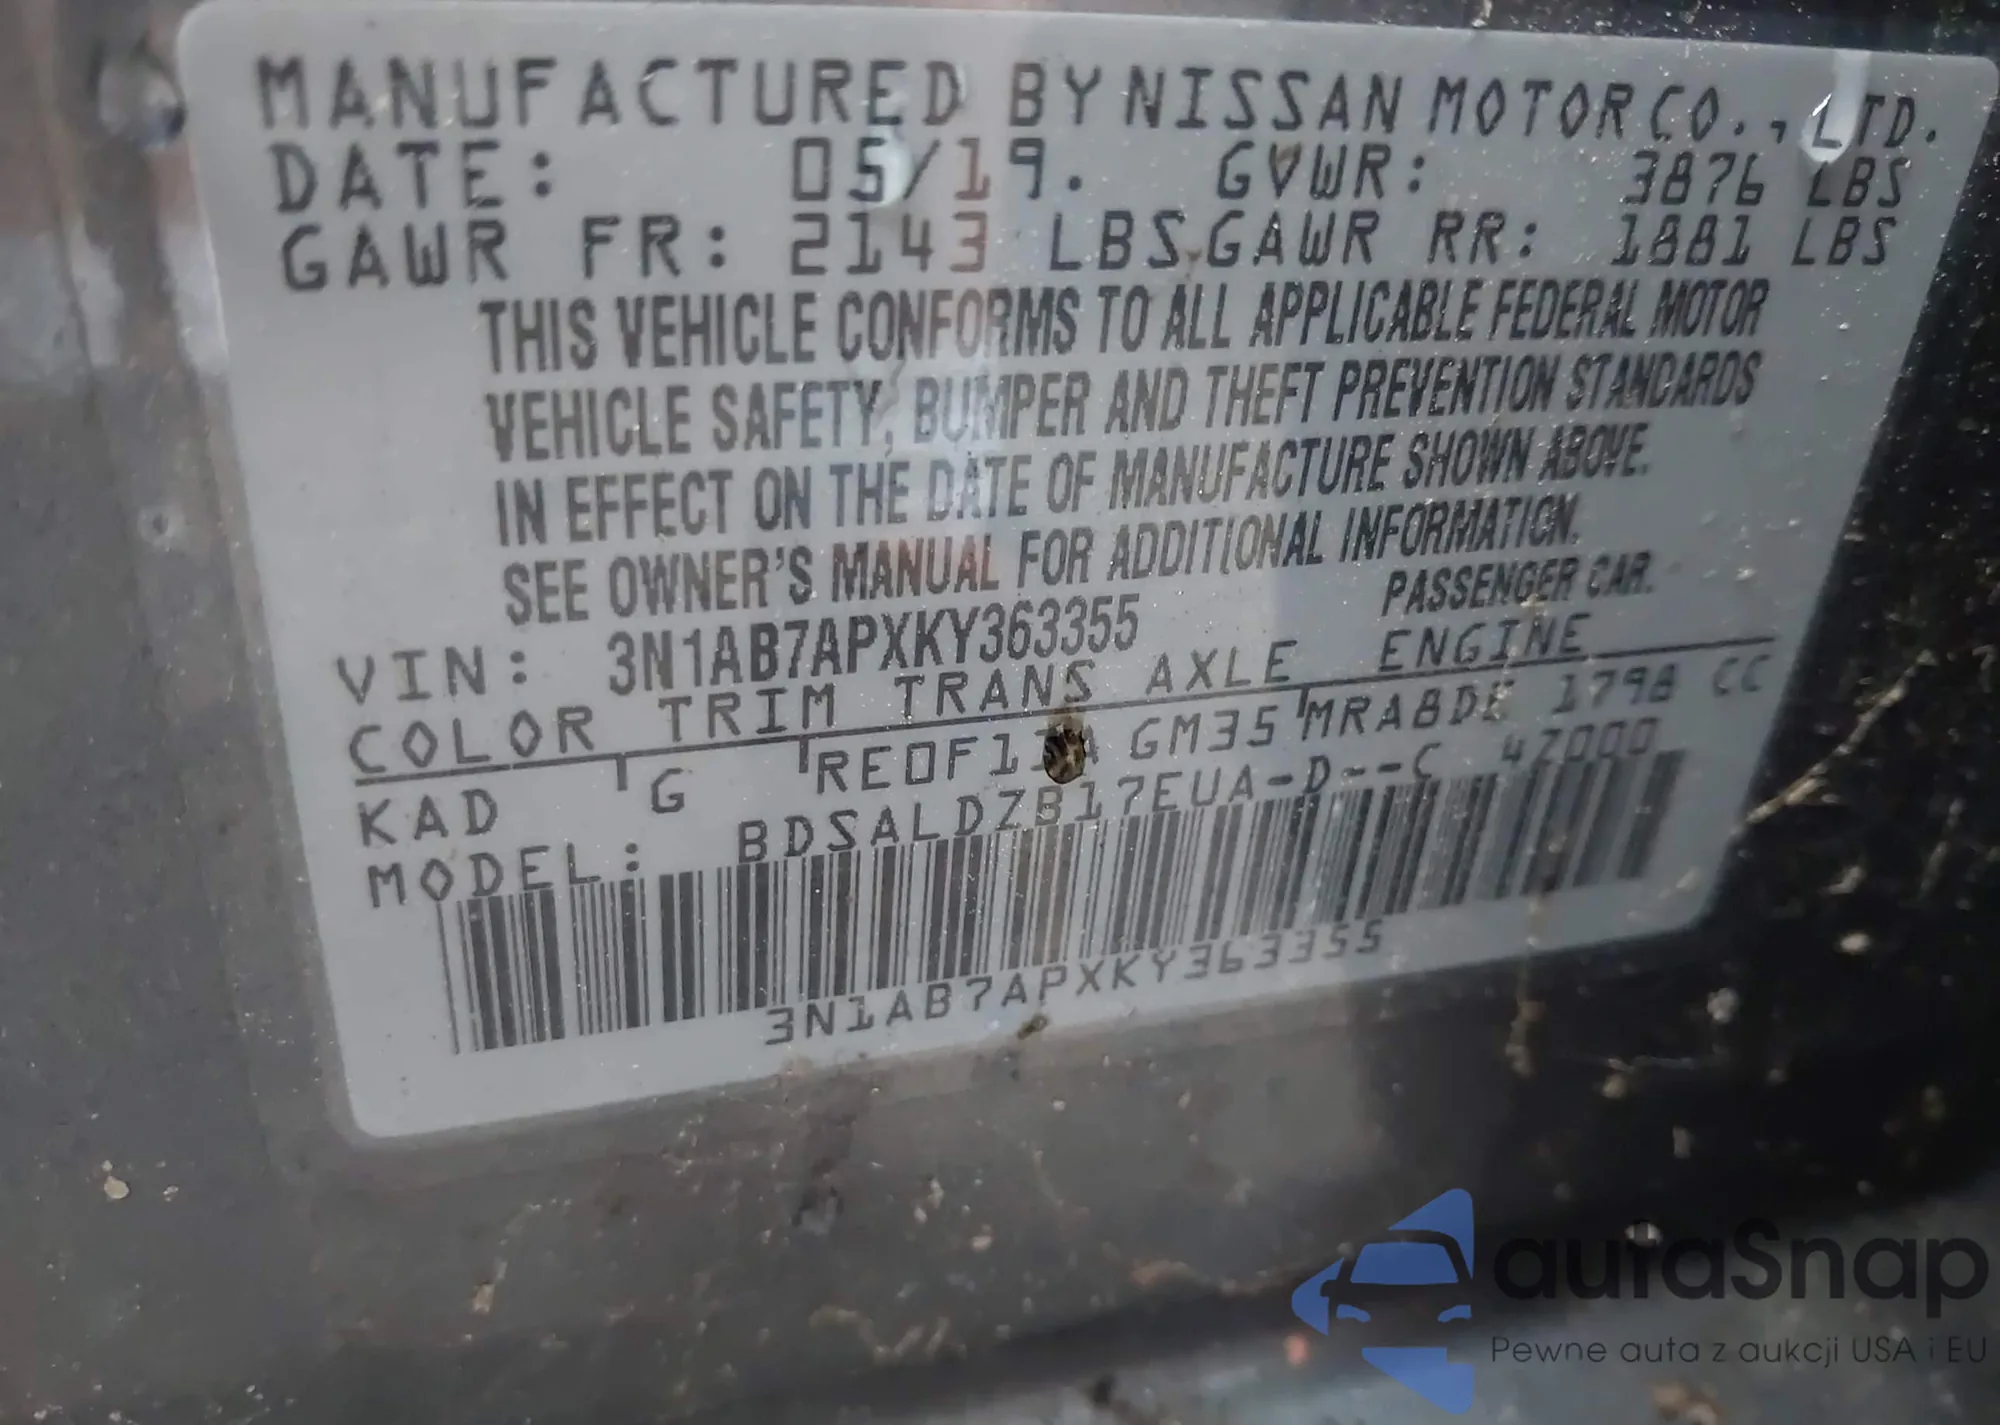 MANUFACTURED BY NISSAN MOTOR CO., LTD.
DATE: 05/19. GVWR: 3876 LBS
GAWR FR: 2143 LBS GAWR RR: 1881 LBS
THIS VEHICLE CONFORMS TO ALL APPLICABLE FEDERAL MOTOR
VEHICLE SAFETY, BUMPER AND THEFT PREVENTION STANDARDS
IN EFFECT ON THE DATE OF MANUFACTURE SHOWN ABOVE.
SEE OWNER'S MANUAL FOR ADDITIONAL INFORMATION.
VIN: 3N1AB7APXKY363355 PASSENGER CAR.
COLOR TRIM TRANS AXLE ENGINE
KAD G GM35 MRA8DE 1798 CC
MODEL: BDSALDZB17EUA-D--C 4Z000
3N1AB7APXKY363355
autaSnap
Pewne auta z aukcji USA i EU